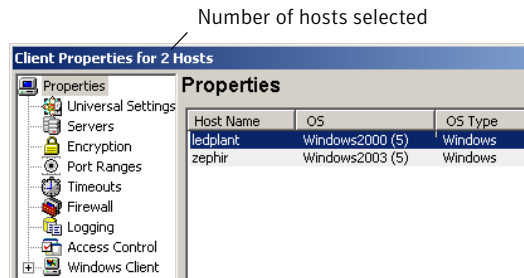 Number of hosts selected
Client Properties for 2 Hosts
Properties
Universal Settings
Servers
Encryption
Port Ranges
Timeouts
Firewall
Logging
Access Control
Windows Client
Properties
Host Name OS OS Type
ledplant Windows2000 (5) Windows
zephir Windows2003 (5) Windows